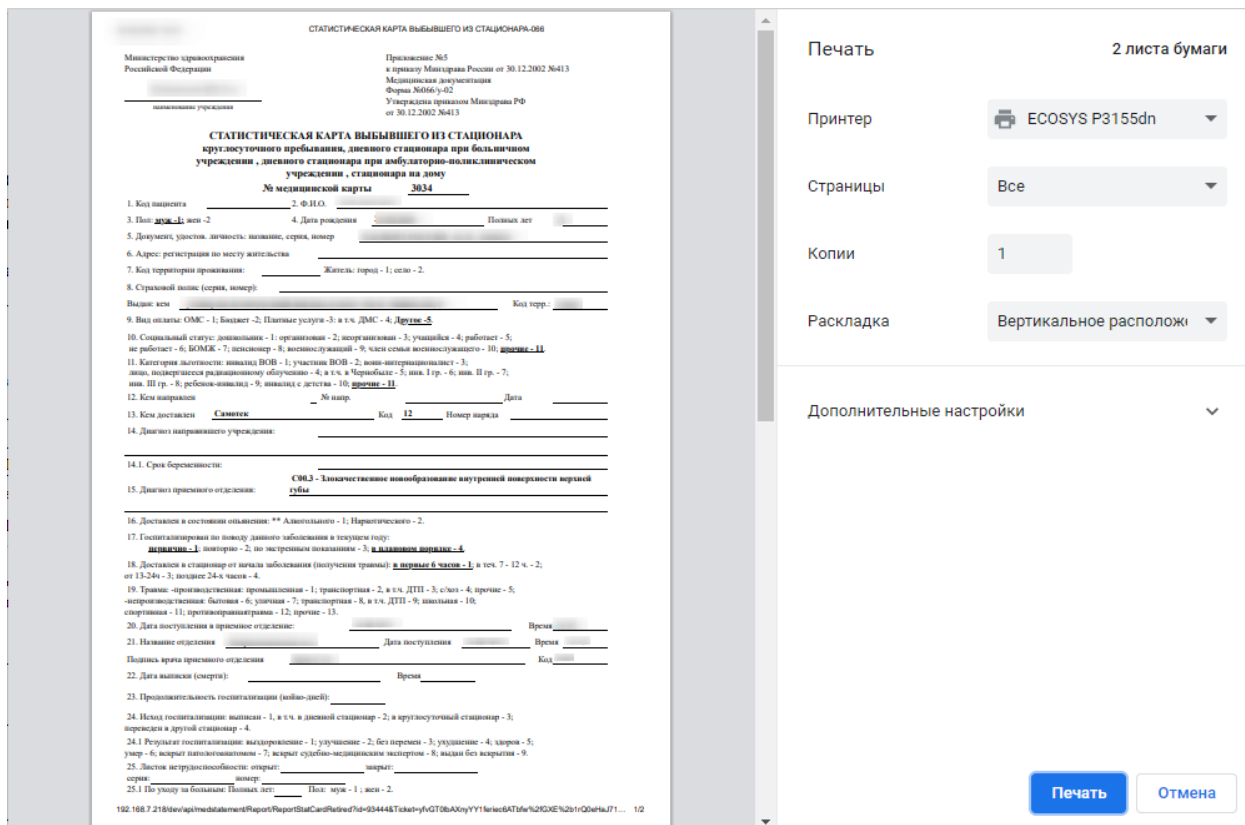 СТАТИСТИЧЕСКАЯ КАРТА ВЫБЫВШЕГО ИЗ СТАЦИОНАРА-066
Министерство здравоохранения
Российской Федерации
наименование учреждения
Приложение №5
к приказу Минздрава России от 30.12.2002 №413
Медицинская документация
Форма №066/у-02
Утверждена приказом Минздрава РФ
от 30.12.2002 №413
СТАТИСТИЧЕСКАЯ КАРТА ВЫБЫВШЕГО ИЗ СТАЦИОНАРА
круглосуточного пребывания, дневного стационара при больничном
учреждении , дневного стационара при амбулаторно-поликлиническом
учреждении , стационара на дому
№ медицинской карты 3034
1. Код пациента 2. Ф.И.О.
3. Пол: муж -1; жен -2 4. Дата рождения Полных лет
5. Документ, удостов. личность: название, серия, номер
6. Адрес: регистрация по месту жительства
7. Код территории проживания: Житель: город - 1; село - 2.
8. Страховой полис (серия, номер):
Выдан: кем Код терр.:
9. Вид оплаты: ОМС - 1; Бюджет -2; Платные услуги -3: в т.ч. ДМС - 4; Другое -5.
10. Социальный статус: дошкольник - 1: организован - 2; неорганизован - 3; учащийся - 4; работает - 5;
не работает - 6; БОМЖ - 7; пенсионер - 8; военнослужащий - 9; член семьи военнослужащего - 10; прочие - 11.
11. Категория льготности: инвалид ВОВ - 1; участник ВОВ - 2; воин-интернационалист - 3;
лицо, подвергшееся радиационному облучению - 4; в т.ч. в Чернобыле - 5; инв. I гр. - 6; инв. II гр. - 7;
инв. III гр. - 8; ребенок-инвалид - 9; инвалид с детства - 10; прочие - 11.
12. Кем направлен № напр. Дата
13. Кем доставлен Самотек Код 12 Номер наряда
14. Диагноз направившего учреждения:
14.1. Срок беременности:
C00.3 - Злокачественное новообразование внутренней поверхности верхней
15. Диагноз приемного отделения: губы
16. Доставлен в состоянии опьянения: ** Алкогольного - 1; Наркотического - 2.
17. Госпитализирован по поводу данного заболевания в текущем году:
первично - 1; повторно - 2; по экстренным показаниям - 3; в плановом порядке - 4.
18. Доставлен в стационар от начала заболевания (получения травмы): в первые 6 часов - 1; в теч. 7 - 12 ч. - 2;
от 13-24ч - 3; позднее 24-х часов - 4.
19. Травма: -производственная: промышленная - 1; транспортная - 2, в т.ч. ДТП - 3; с/хоз - 4; прочие - 5;
-непроизводственная: бытовая - 6; уличная - 7; транспортная - 8, в т.ч. ДТП - 9; школьная - 10;
спортивная - 11; противоправнаятравма - 12; прочие - 13.
20. Дата поступления в приемное отделение: Время
21. Название отделения Дата поступления Время
Подпись врача приемного отделения Код
22. Дата выписки (смерти): Время
23. Продолжительность госпитализации (койко-дней):
24. Исход госпитализации: выписан - 1, в т.ч. в дневной стационар - 2; в круглосуточный стационар - 3;
переведен в другой стационар - 4.
24.1 Результат госпитализации: выздоровление - 1; улучшение - 2; без перемен - 3; ухудшение - 4; здоров - 5;
умер - 6; вскрыт патологоанатомом - 7; вскрыт судебно-медицинским экспертом - 8; выдан без вскрытия - 9.
25. Листок нетрудоспособности: открыт: закрыт:
серия: номер:
25.1 По уходу за больным: Полных лет: Пол: муж - 1 ; жен - 2.
1/2
Печать 2 листа бумаги
Принтер ECOSYS P3155dn
Страницы Все
Копии 1
Раскладка Вертикальное располож
Дополнительные настройки
Печать Отмена